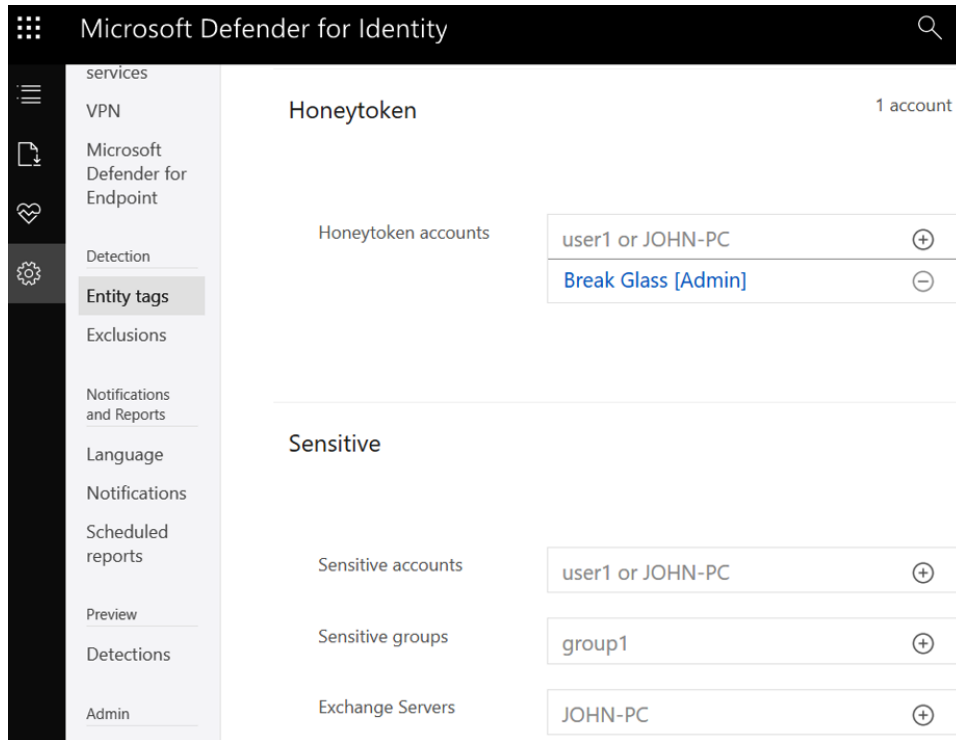 Microsoft Defender for Identity
services
VPN
Microsoft
Defender for
Endpoint
Detection
Entity tags
Exclusions
Notifications
and Reports
Language
Notifications
Scheduled
reports
Preview
Detections
Admin
Honeytoken
1 account
Honeytoken accounts
user1 or JOHN-PC
Break Glass [Admin]
Sensitive
Sensitive accounts
user1 or JOHN-PC
Sensitive groups
group1
Exchange Servers
JOHN-PC